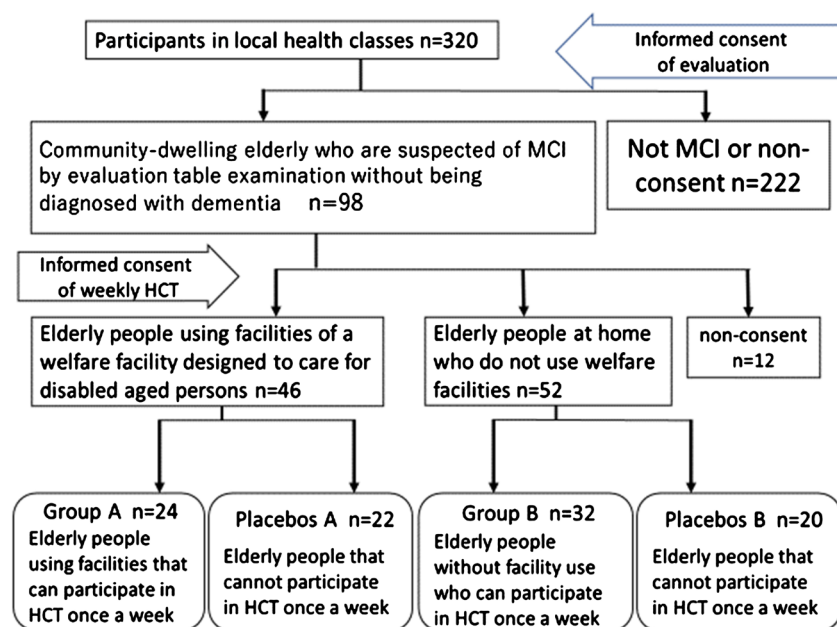 Participants in local health classes n=320
Informed consent
of evaluation
Community-dwelling elderly who are suspected of MCI
by evaluation table examination without being
diagnosed with dementia n=98
Not MCI or non-
consent n=222
Informed consent
of weekly HCT
Elderly people using facilities of a
welfare facility designed to care for
disabled aged persons n=46
Elderly people at home
who do not use welfare
facilities n=52
non-consent
n=12
Group A n=24
Elderly people
using facilities that
can participate in
HCT once a week
Placebos A n=22
Elderly people that
cannot participate
in HCT once a week
Group B n=32
Elderly people
without facility use
who can participate
in HCT once a week
Placebos B n=20
Elderly people that
cannot participate
in HCT once a week